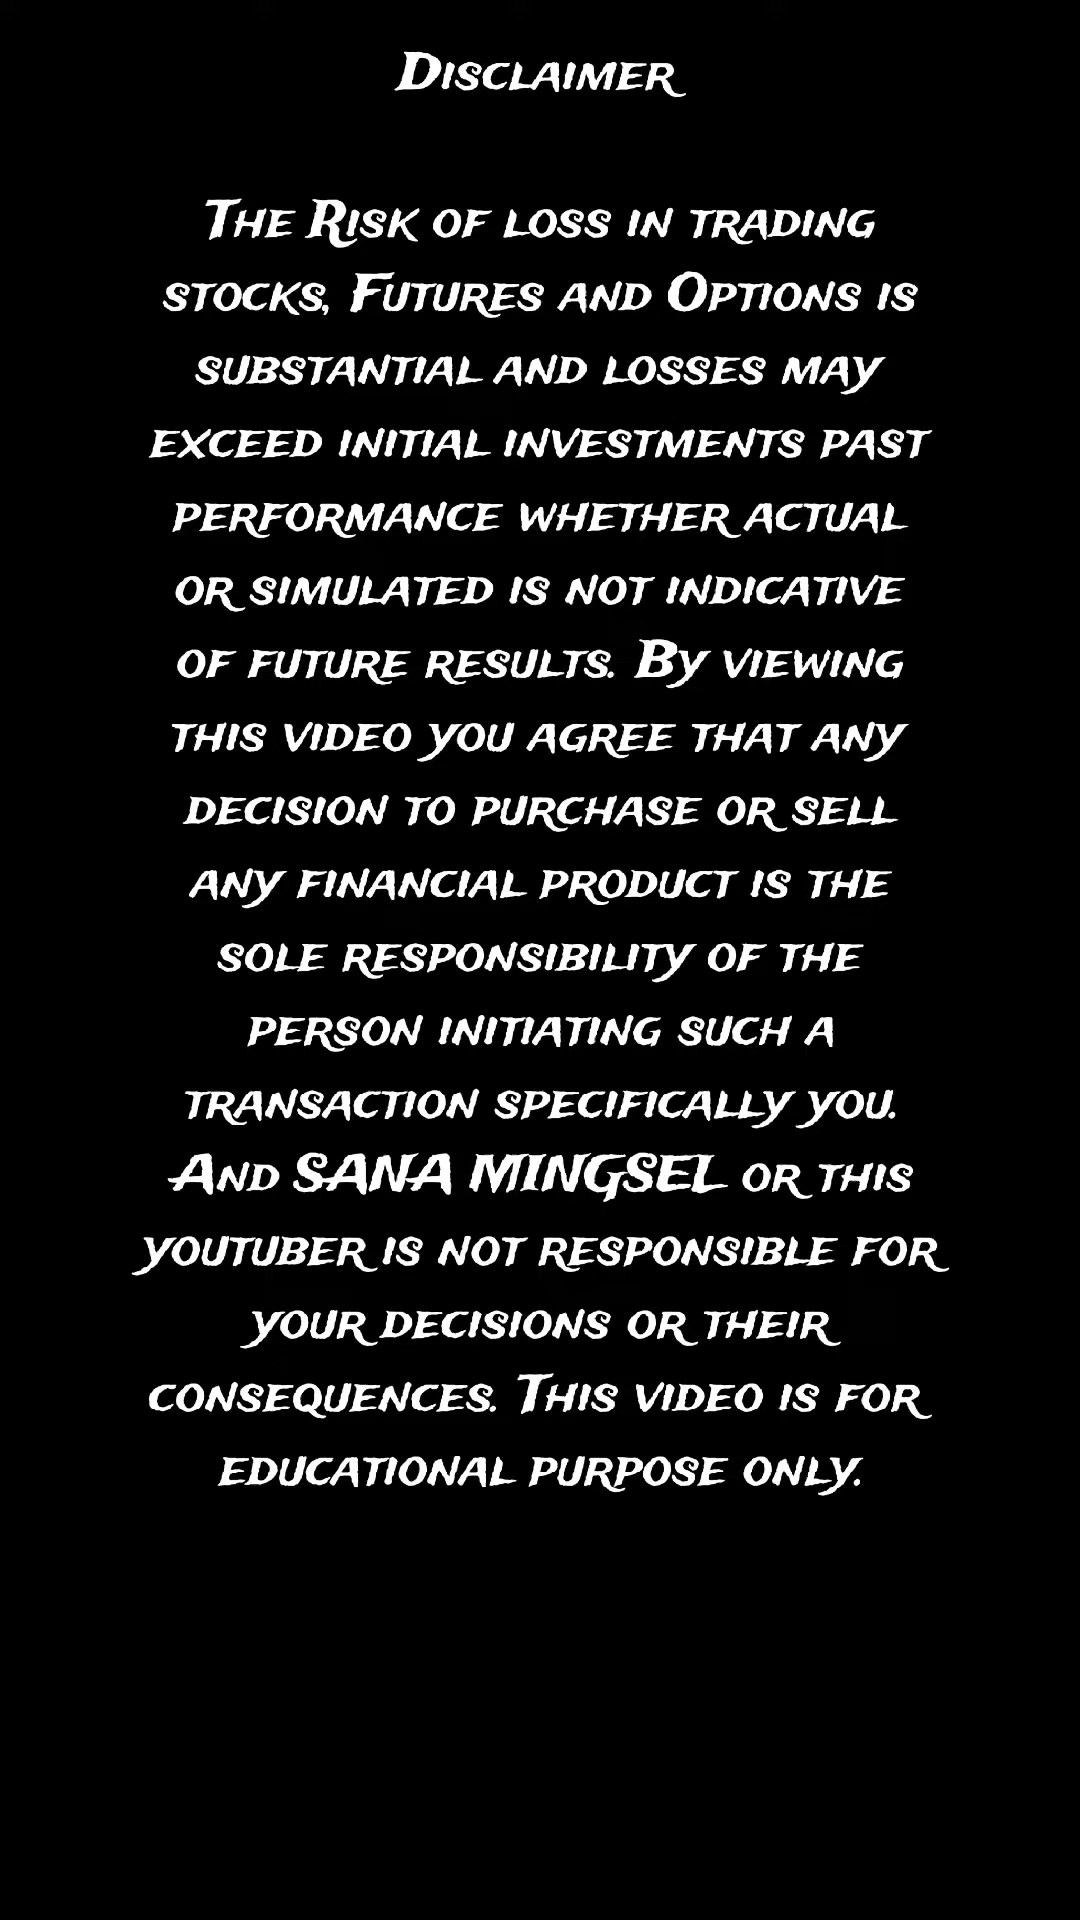 Disclaimer
The Risk of loss in trading
stocks, Futures and Options is
substantial and losses may
exceed initial investments past
performance whether actual
or simulated is not indicative
of future results. By viewing
this video you agree that any
decision to purchase or sell
any financial product is the
sole responsibility of the
person initiating such a
transaction specifically you.
And SANA MINGSEL or this
youtuber is not responsible for
your decisions or their
consequences. This video is for
educational purpose only.